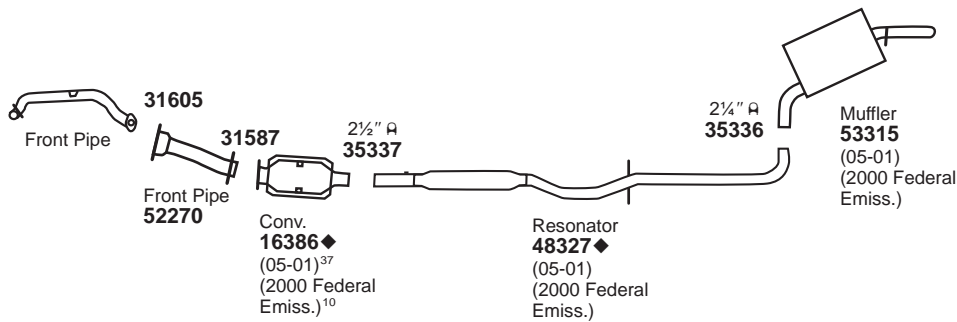 Front Pipe
31605
Front Pipe
52270
31587
Conv.
16386◆
(05-01)³⁷
(2000 Federal
Emiss.)¹⁰
2½″
35337
Resonator
48327◆
(05-01)
(2000 Federal
Emiss.)
2¼″
35336
Muffler
53315
(05-01)
(2000 Federal
Emiss.)